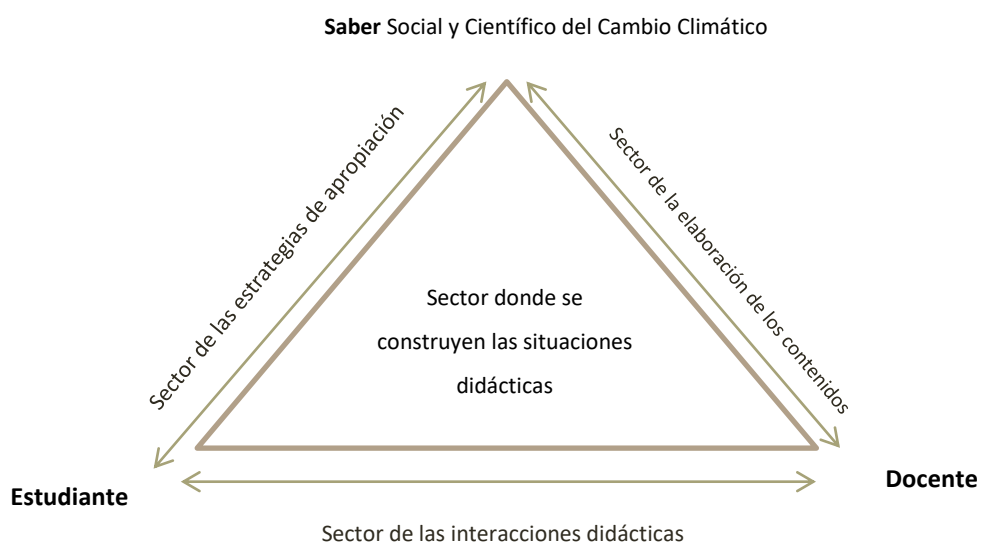 Saber Social y Científico del Cambio Climático
Sector de las estrategias de apropiación
Sector de la elaboración de los contenidos
Sector donde se
construyen las situaciones
didácticas
Estudiante
Docente
Sector de las interacciones didácticas